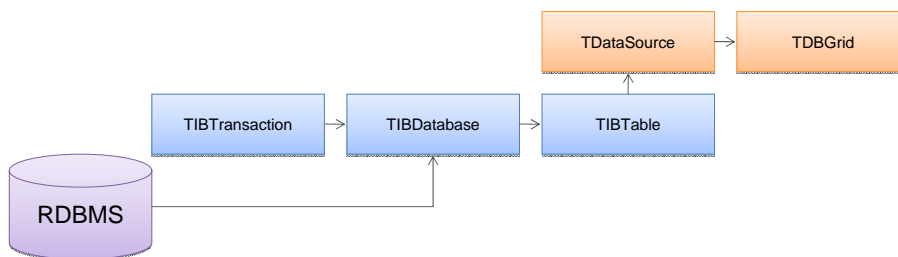 TDataSource
TDBGrid
TIBTransaction
TIBDatabase
TIBTable
RDBMS